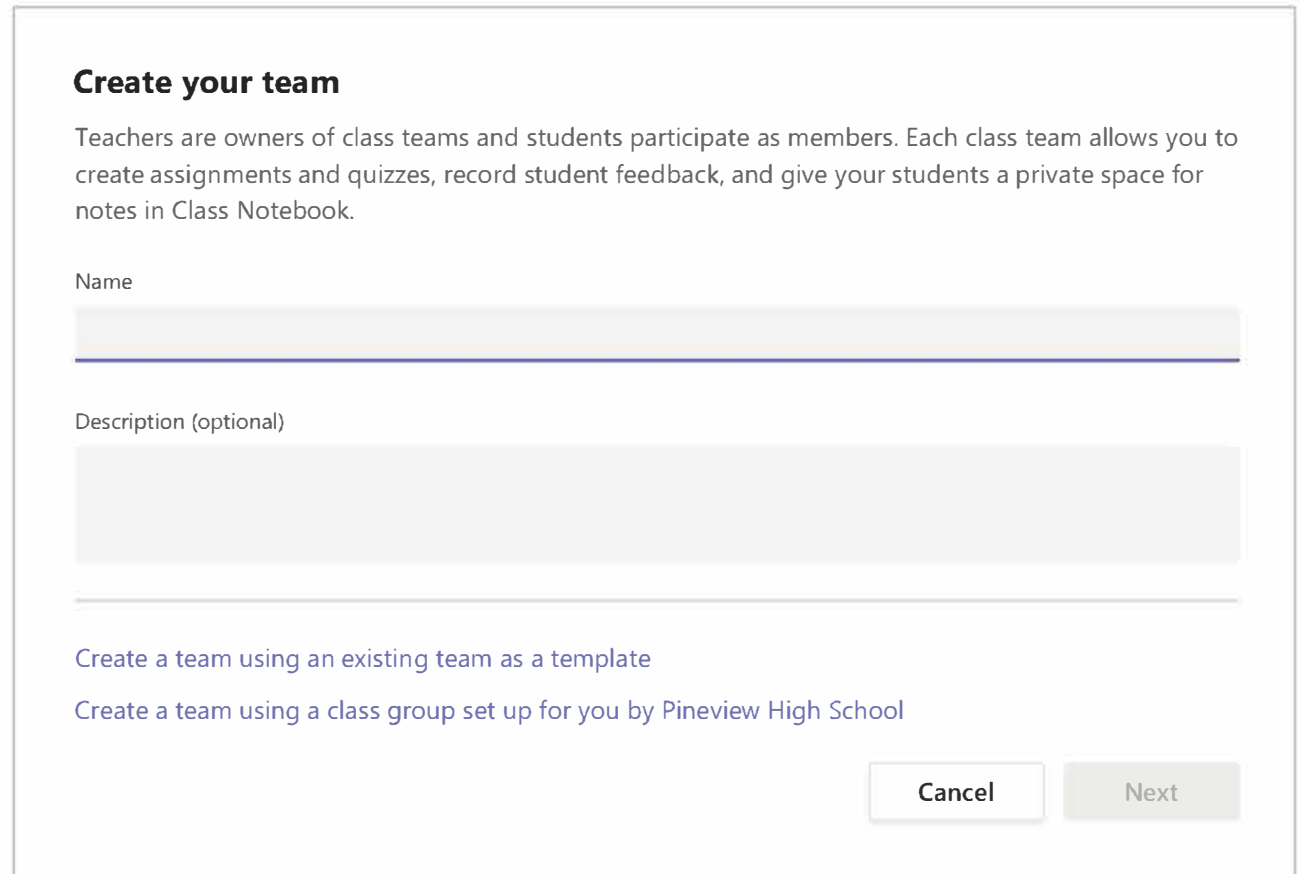 Create your team
Teachers are owners of class teams and students participate as members. Each class team allows you to
create assignments and quizzes, record student feedback, and give your students a private space for
notes in Class Notebook.
Name
Description (optional)
Create a team using an existing team as a template
Create a team using a class group set up for you by Pineview High School
Cancel Next